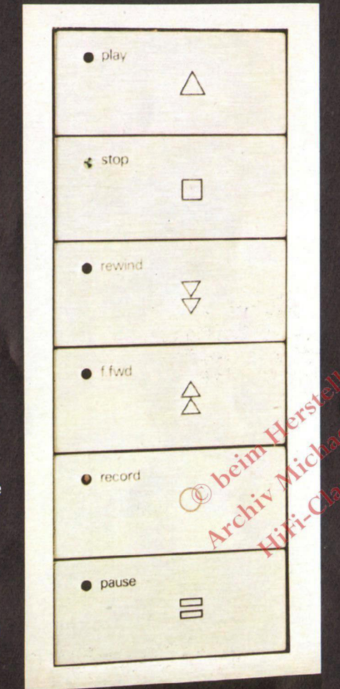 play
stop
rewind
f.fwd
record
© beim Herstell
Archiv Micha
HiFi-Cla
pause